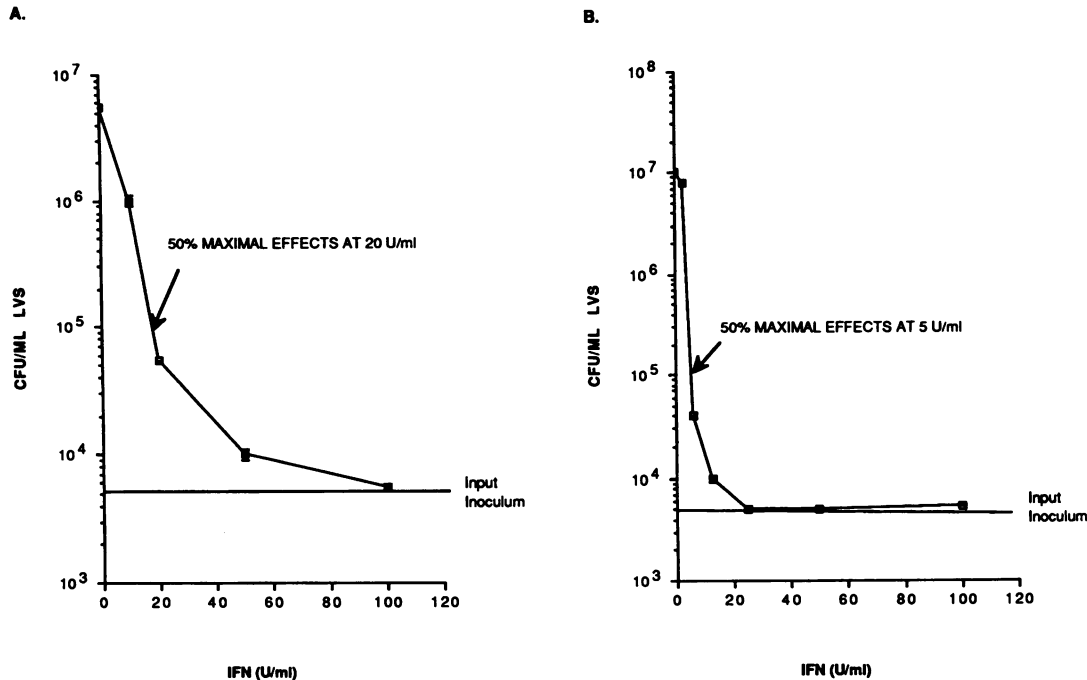 A.
10^7
10^6
10^5
10^4
10^3
CFU/ML LVS
50% MAXIMAL EFFECTS AT 20 U/ml
Input
Inoculum
0 20 40 60 80 100 120
IFN (U/ml)
B.
10^8
10^7
10^6
10^5
10^4
10^3
CFU/ML LVS
50% MAXIMAL EFFECTS AT 5 U/ml
Input
Inoculum
0 20 40 60 80 100 120
IFN (U/ml)